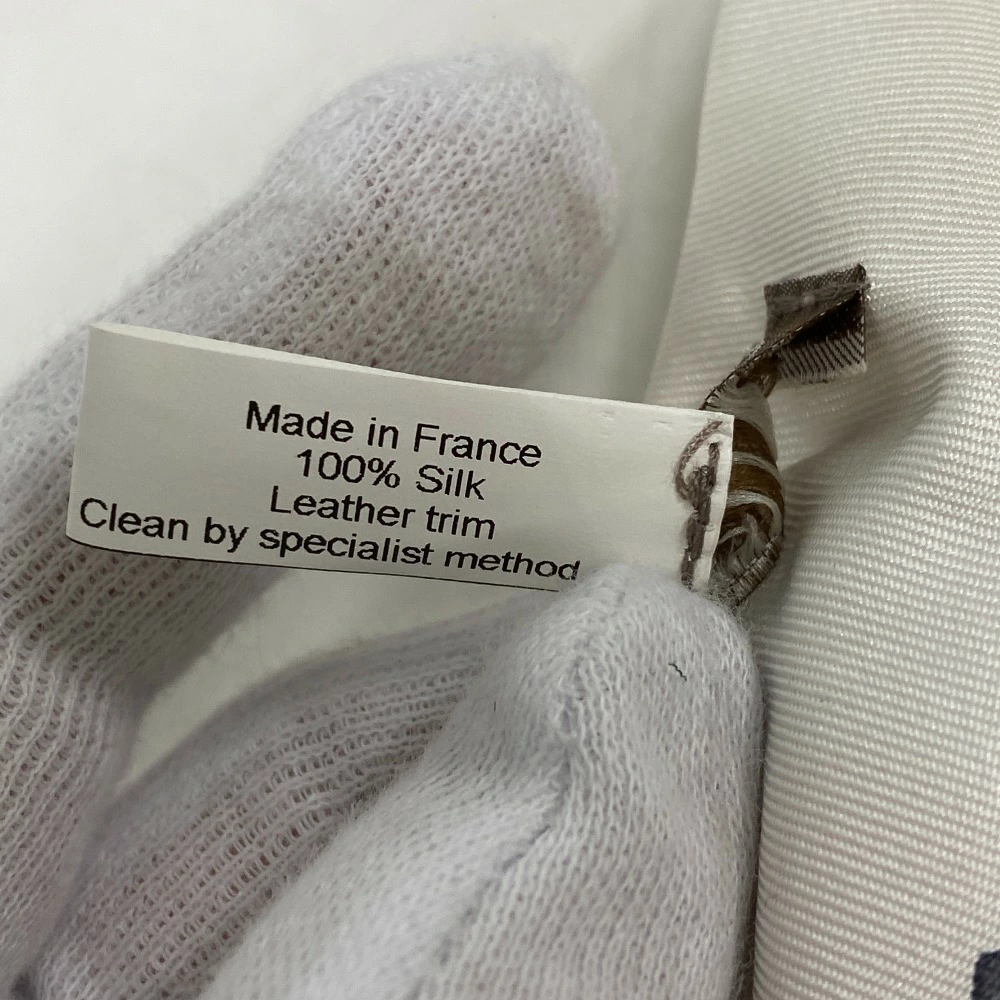 Made in France
100% Silk
Leather trim
Clean by specialist method